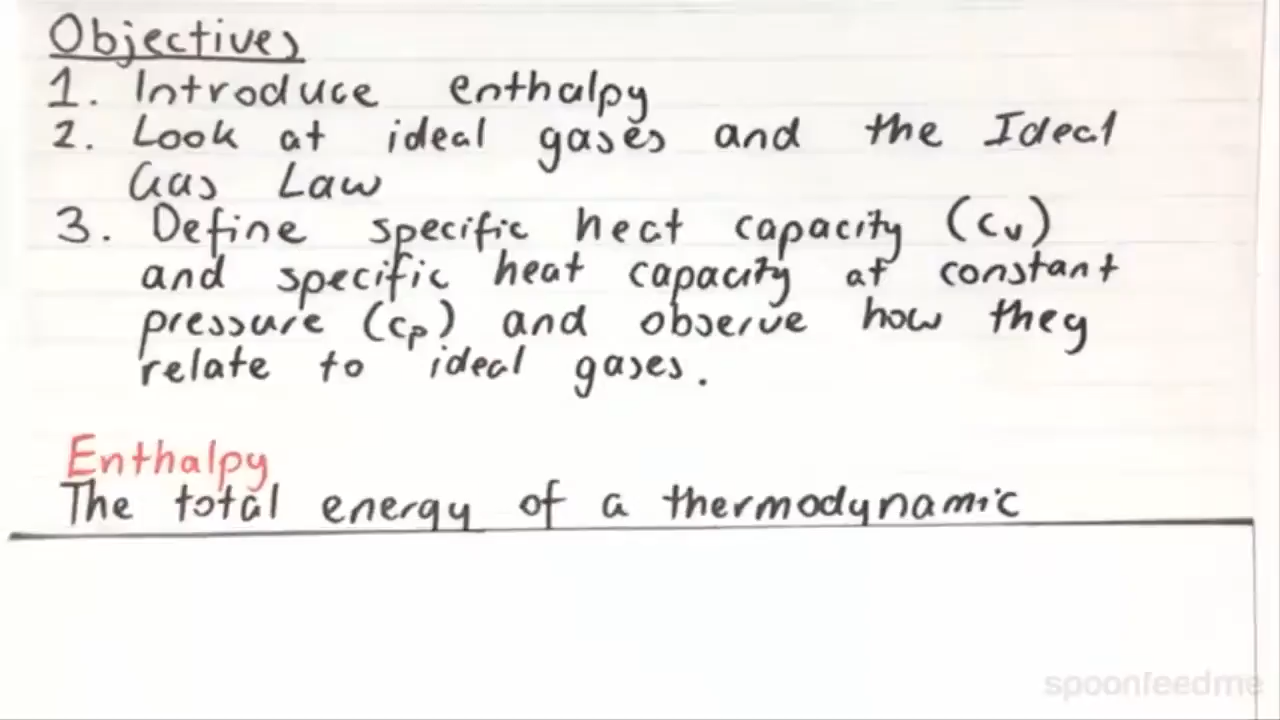 Objectives
1. Introduce enthalpy
2. Look at ideal gases and the Ideal
Gas Law
3. Define specific heat capacity (cv)
and specific heat capacity at constant
pressure (cp) and observe how they
relate to ideal gases.
Enthalpy
The total energy of a thermodynamic
spoonfeedme